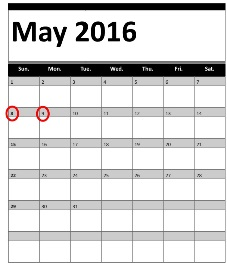 May 2016
Sun. Mon. Tue. Wed. Thu. Fri. Sat.
1 2 3 4 5 6 7
8 9 10 11 12 13 14
15 16 17 18 19 20 21
22 23 24 25 26 27 28
29 30 31